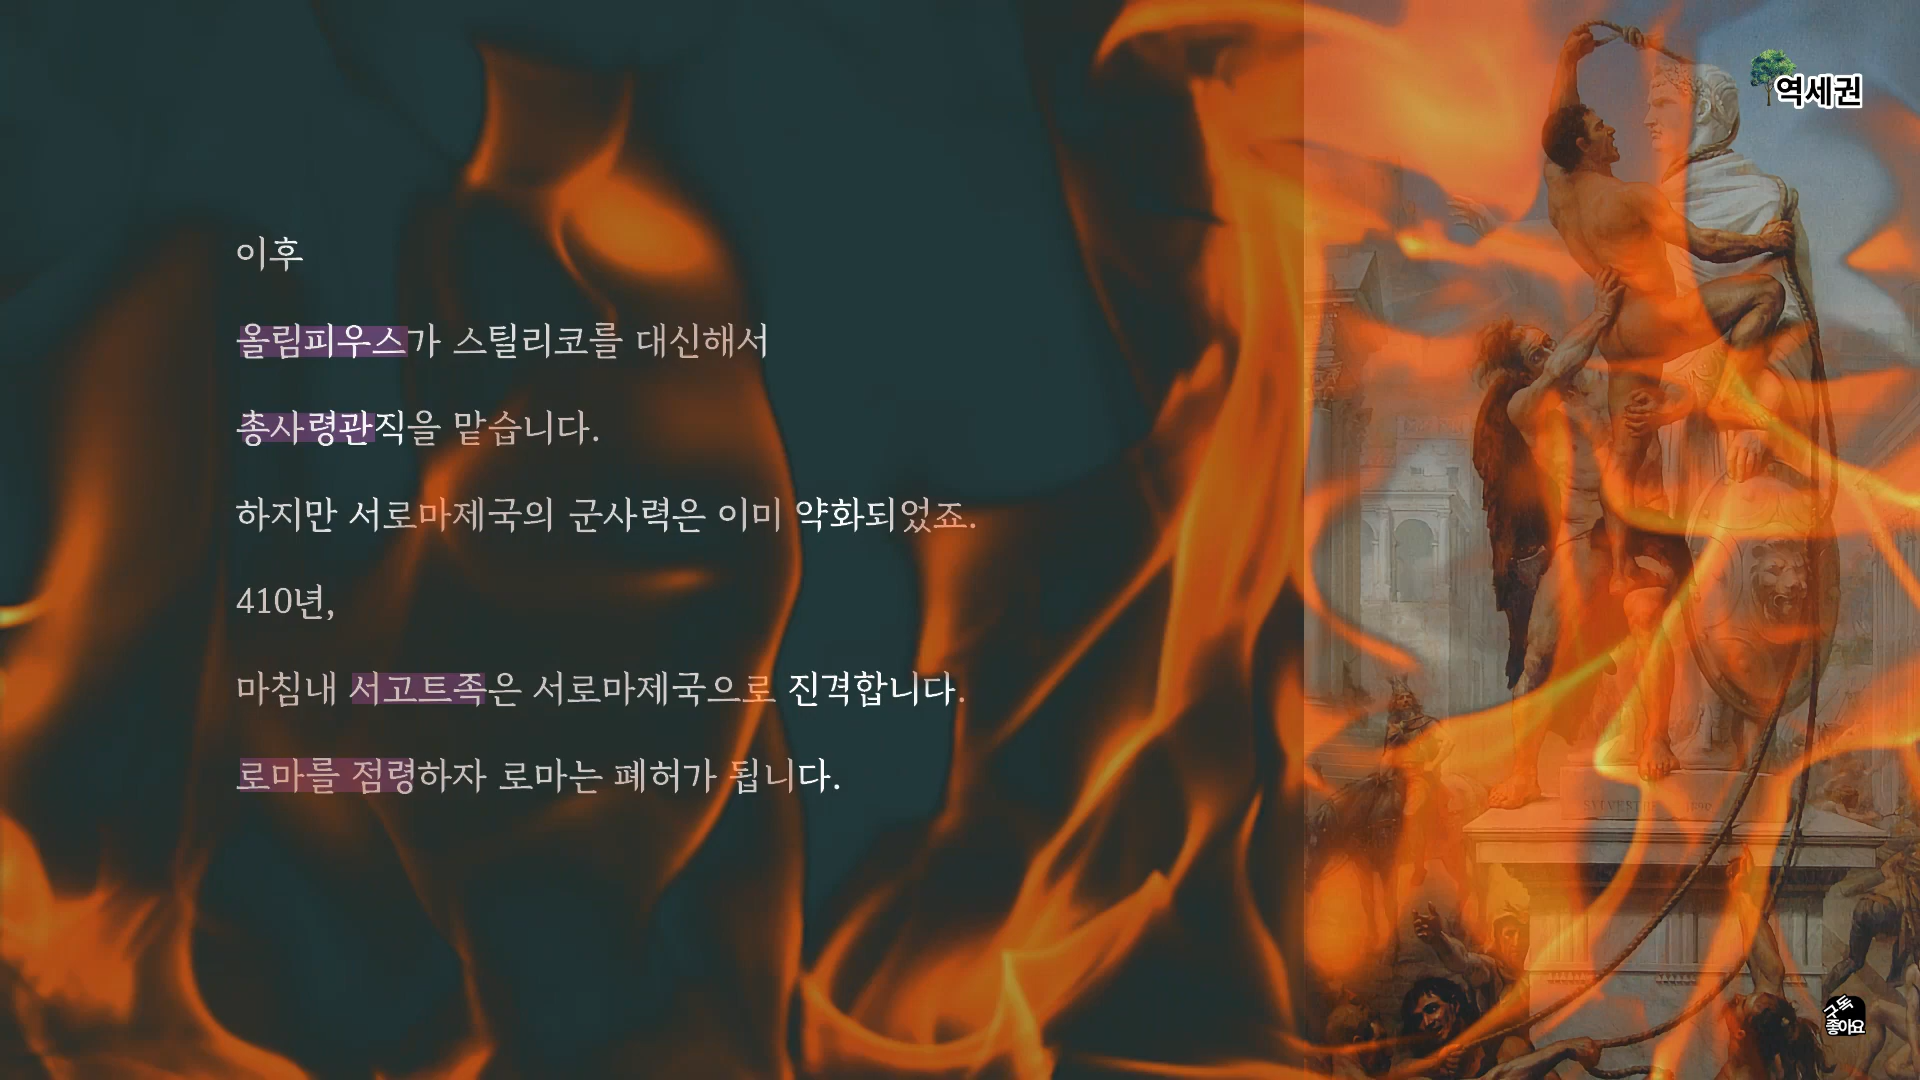 역세권
이후
올림피우스가 스틸리코를 대신해서
총사령관직을 맡습니다.
하지만 서로마제국의 군사력은 이미 약화되었죠.
410년,
마침내 서고트족은 서로마제국으로 진격합니다.
로마를 점령하자 로마는 폐허가 됩니다.
SYLVESTRE 1890
구독
좋아요